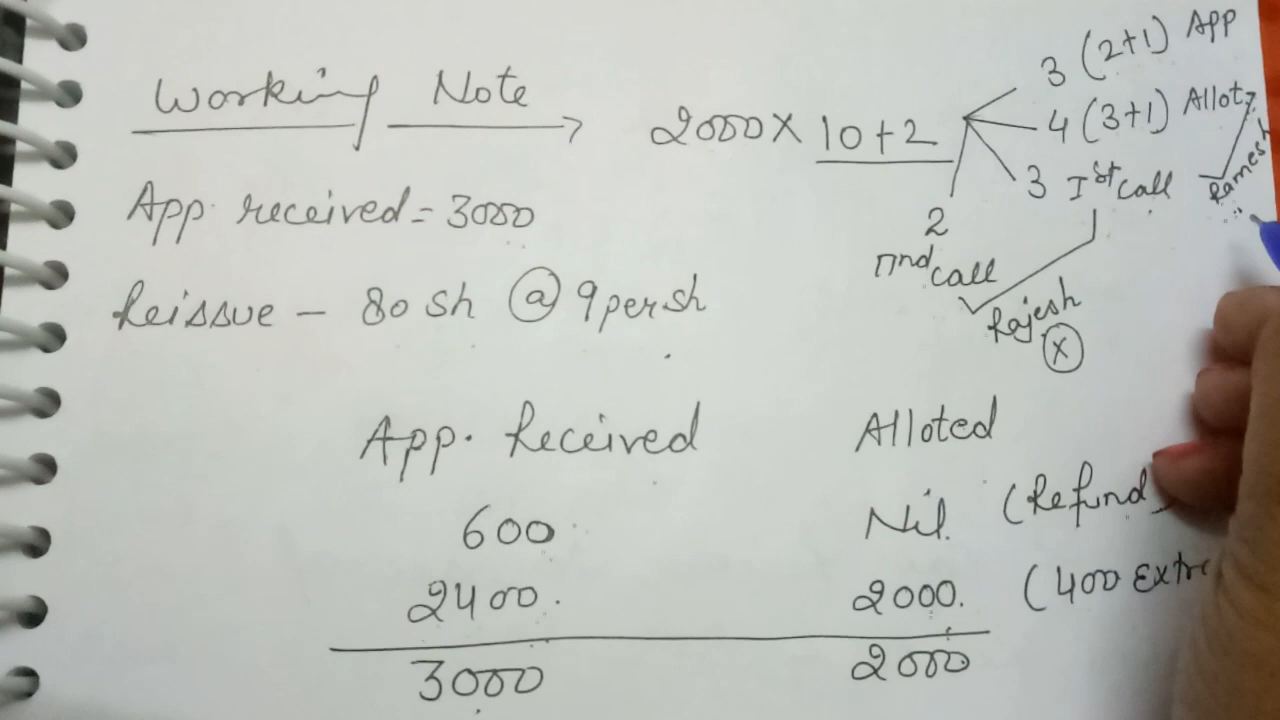 Working Note
2000 x 10+2
3 (2+1) App
4 (3+1) Allot
3 Ist call
Ramesh
2
IInd call
Rajesh
x
App. received = 3000
Reissue - 80 sh @ 9 per sh
App. Received Alloted
600 Nil. (Refund)
2400. 2000. (400 Extr
3000 2000